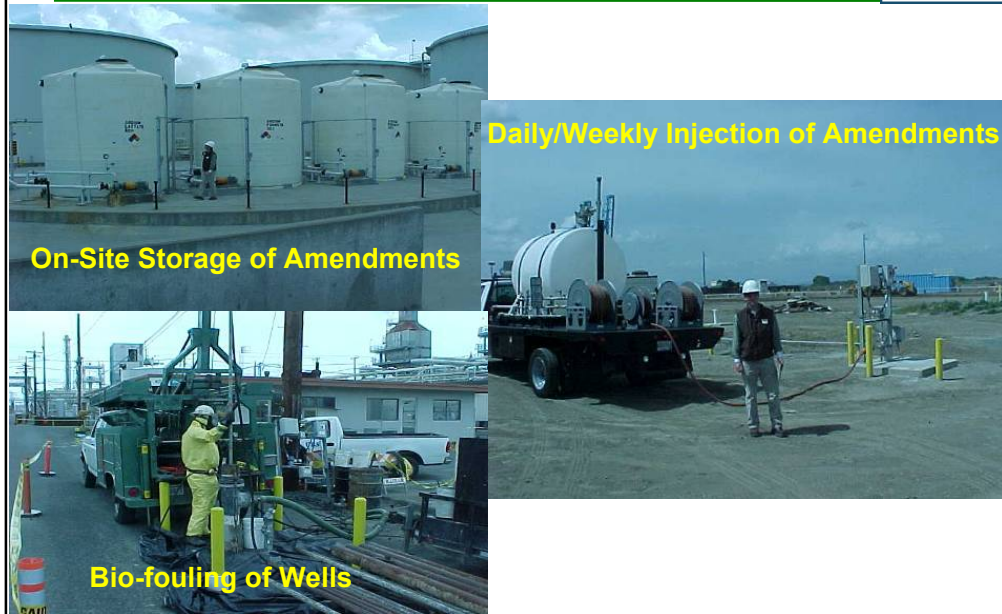 On-Site Storage of Amendments
Daily/Weekly Injection of Amendments
Bio-fouling of Wells